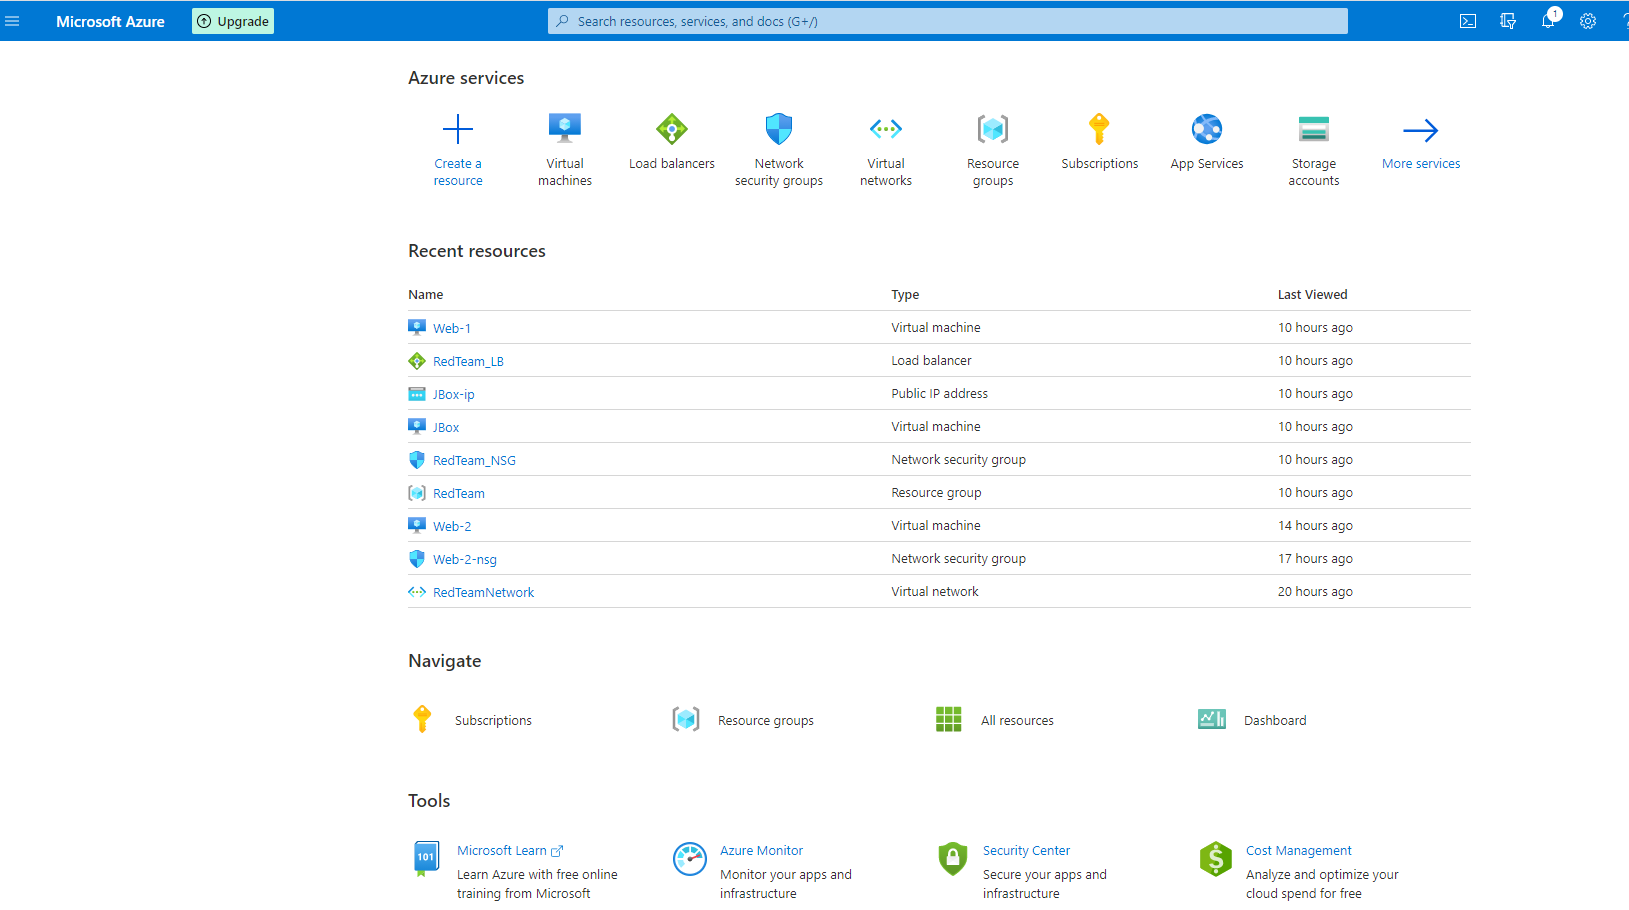 Microsoft Azure
Upgrade
Search resources, services, and docs (G+/)
1
Azure services
Create a
resource
Virtual
machines
Load balancers
Network
security groups
Virtual
networks
Resource
groups
Subscriptions
App Services
Storage
accounts
More services
Recent resources
Name Type Last Viewed
Web-1 Virtual machine 10 hours ago
RedTeam_LB Load balancer 10 hours ago
JBox-ip Public IP address 10 hours ago
JBox Virtual machine 10 hours ago
RedTeam_NSG Network security group 10 hours ago
RedTeam Resource group 10 hours ago
Web-2 Virtual machine 14 hours ago
Web-2-nsg Network security group 17 hours ago
RedTeamNetwork Virtual network 20 hours ago
Navigate
Subscriptions
Resource groups
All resources
Dashboard
Tools
101
Microsoft Learn
Learn Azure with free online
training from Microsoft
Azure Monitor
Monitor your apps and
infrastructure
Security Center
Secure your apps and
infrastructure
$
Cost Management
Analyze and optimize your
cloud spend for free